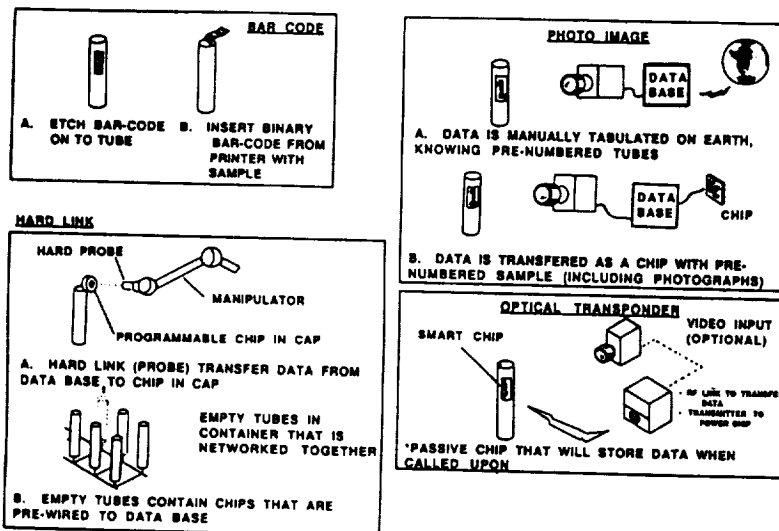 BAR CODE
A. ETCH BAR-CODE
ON TO TUBE
B. INSERT BINARY
BAR-CODE FROM
PRINTER WITH
SAMPLE
HARD LINK
HARD PROBE
MANIPULATOR
PROGRAMMABLE CHIP IN CAP
A. HARD LINK (PROBE) TRANSFER DATA FROM
DATA BASE TO CHIP IN CAP
EMPTY TUBES IN
CONTAINER THAT IS
NETWORKED TOGETHER
B. EMPTY TUBES CONTAIN CHIPS THAT ARE
PRE-WIRED TO DATA BASE
PHOTO IMAGE
DATA
BASE
A. DATA IS MANUALLY TABULATED ON EARTH,
KNOWING PRE-NUMBERED TUBES
DATA
BASE
CHIP
B. DATA IS TRANSFERED AS A CHIP WITH PRE-
NUMBERED SAMPLE (INCLUDING PHOTOGRAPHS)
OPTICAL TRANSPONDER
SMART CHIP
VIDEO INPUT
(OPTIONAL)
• RF LINK TO TRANSFER
DATA
• TRANSMITTER TO
POWER CHIP
*PASSIVE CHIP THAT WILL STORE DATA WHEN
CALLED UPON